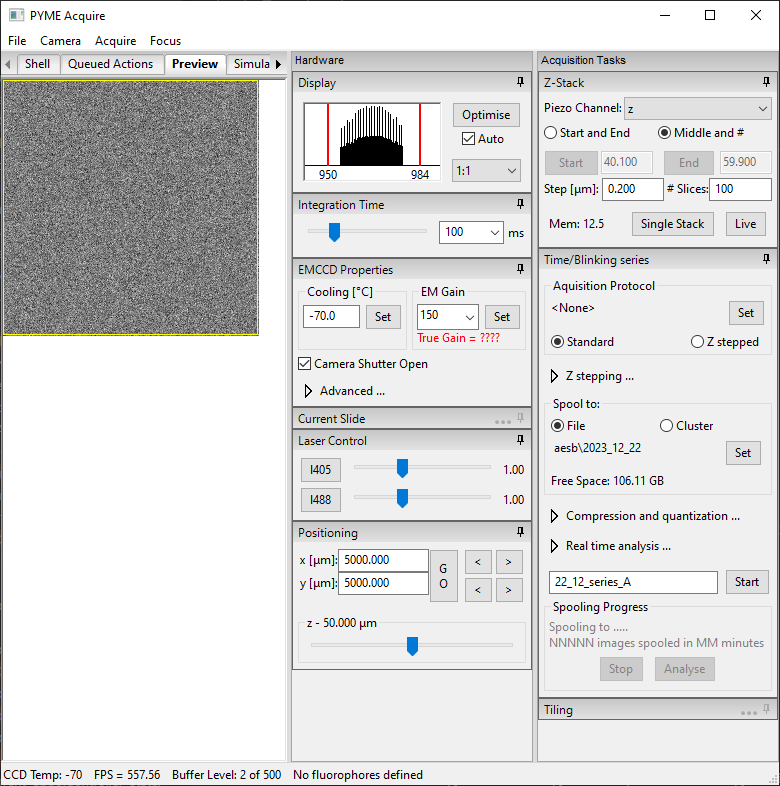 PYME Acquire
File Camera Acquire Focus
Shell Queued Actions Preview Simula
Hardware
Display
Optimise
Auto
950 984
1:1
Integration Time
100 ms
EMCCD Properties
Cooling [°C]
-70.0 Set
EM Gain
150 Set
True Gain = ????
Camera Shutter Open
Advanced ...
Current Slide
Laser Control
l405 1.00
l488 1.00
Positioning
x [µm]: 5000.000
y [µm]: 5000.000
GO
< >
< >
z - 50.000 µm
Acquisition Tasks
Z-Stack
Piezo Channel: z
Start and End Middle and #
Start 40.100 End 59.900
Step [µm]: 0.200 # Slices: 100
Mem: 12.5 Single Stack Live
Time/Blinking series
Aquisition Protocol
<None> Set
Standard Z stepped
Z stepping ...
Spool to:
File Cluster
aesb\2023_12_22 Set
Free Space: 106.11 GB
Compression and quantization ...
Real time analysis ...
22_12_series_A Start
Spooling Progress
Spooling to .....
NNNNN images spooled in MM minutes
Stop Analyse
Tiling
CCD Temp: -70 FPS = 557.56 Buffer Level: 2 of 500 No fluorophores defined